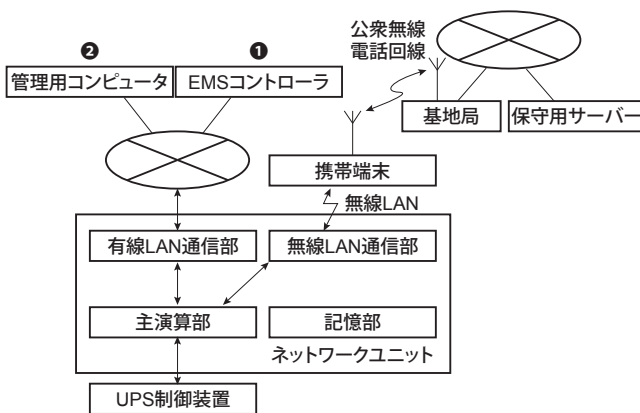 ❷
❶
管理用コンピュータ
EMSコントローラ
公衆無線
電話回線
基地局
保守用サーバー
携帯端末
無線LAN
有線LAN通信部
無線LAN通信部
主演算部
記憶部
ネットワークユニット
UPS制御装置